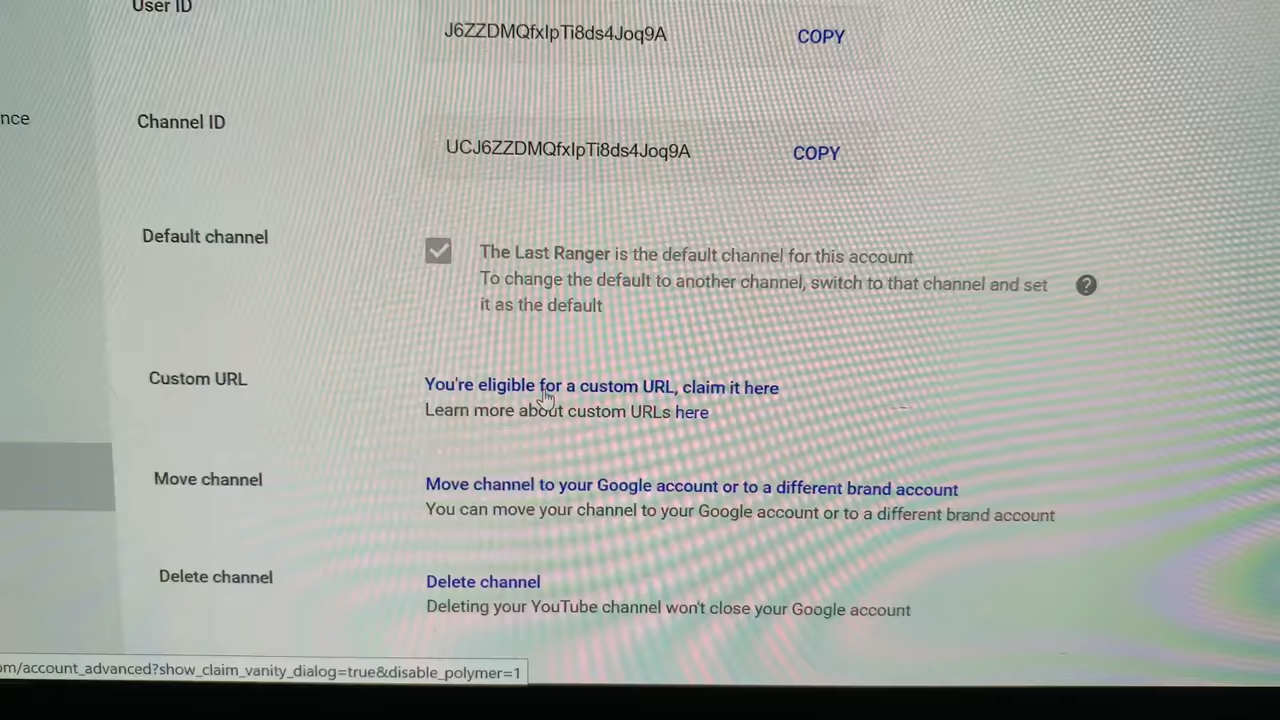 User ID
J6ZZDMQfxIpTi8ds4Joq9A COPY
nce
Channel ID
UCJ6ZZDMQfxIpTi8ds4Joq9A COPY
Default channel
The Last Ranger is the default channel for this account
To change the default to another channel, switch to that channel and set
it as the default
?
Custom URL
You're eligible for a custom URL, claim it here
Learn more about custom URLs here
Move channel
Move channel to your Google account or to a different brand account
You can move your channel to your Google account or to a different brand account
Delete channel
Delete channel
Deleting your YouTube channel won't close your Google account
om/account_advanced?show_claim_vanity_dialog=true&disable_polymer=1